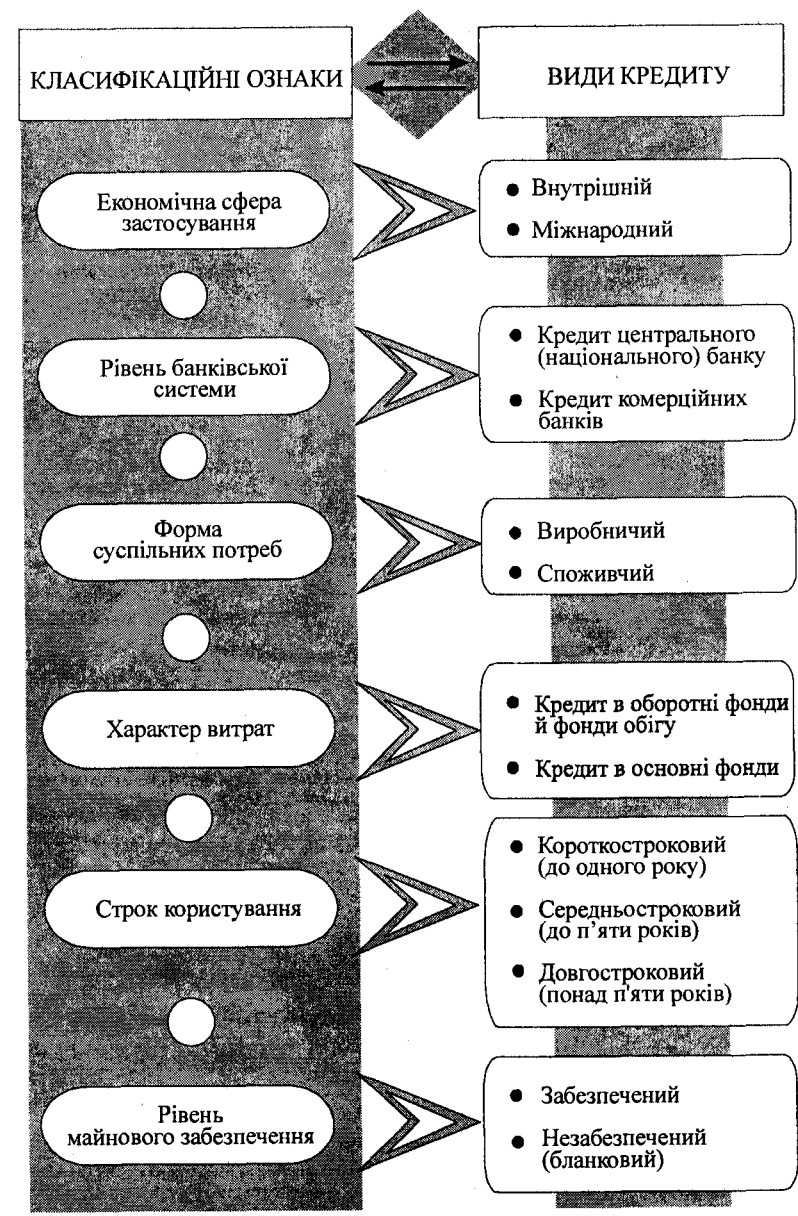 КЛАСИФІКАЦІЙНІ ОЗНАКИ
ВИДИ КРЕДИТУ
Економічна сфера
застосування
● Внутрішній
● Міжнародний
Рівень банківської
системи
● Кредит центрального
(національного) банку
● Кредит комерційних
банків
Форма
суспільних потреб
● Виробничий
● Споживчий
Характер витрат
● Кредит в оборотні фонди
й фонди обігу
● Кредит в основні фонди
Строк користування
● Короткостроковий
(до одного року)
● Середньостроковий
(до п’яти років)
● Довгостроковий
(понад п'яти років)
Рівень
майнового забезпечення
● Забезпечений
● Незабезпечений
(бланковий)